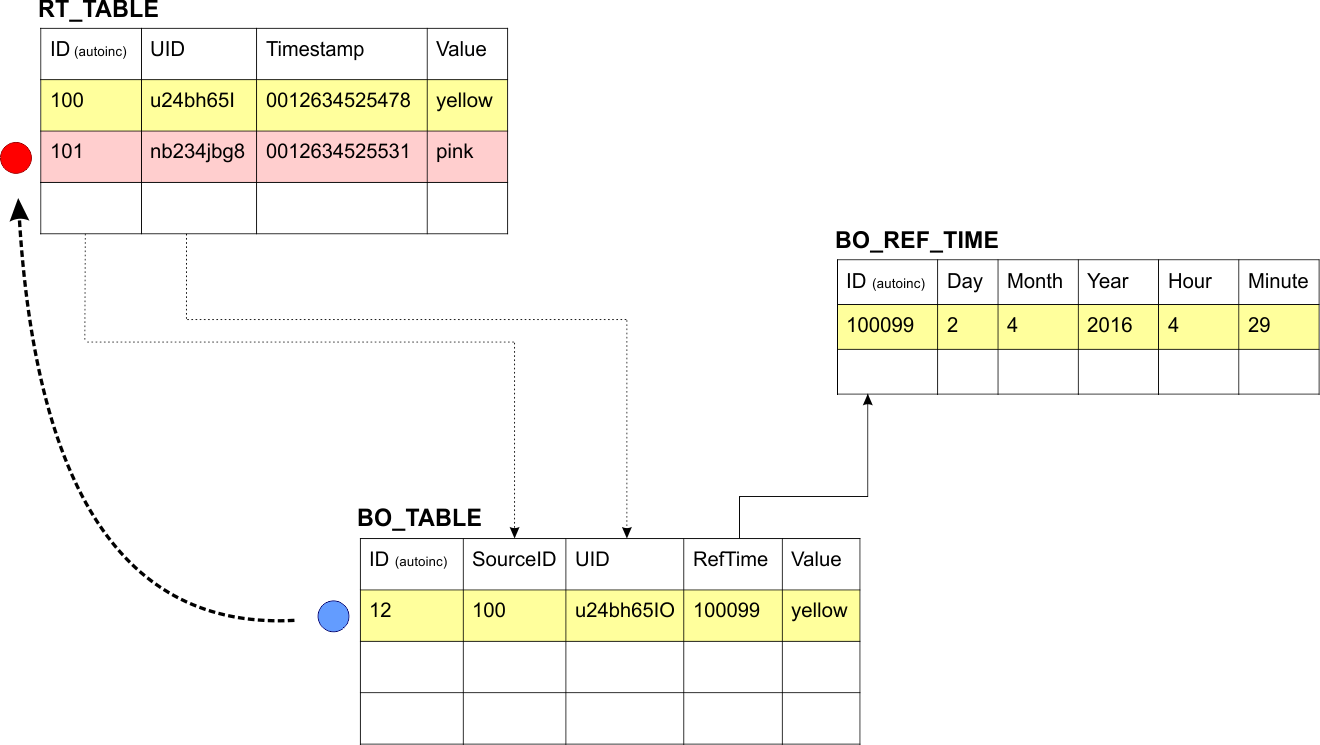 RT_TABLE
ID (autoinc) UID Timestamp Value
100 u24bh65I 0012634525478 yellow
101 nb234jbg8 0012634525531 pink
BO_REF_TIME
ID (autoinc) Day Month Year Hour Minute
100099 2 4 2016 4 29
BO_TABLE
ID (autoinc) SourceID UID RefTime Value
12 100 u24bh65IO 100099 yellow